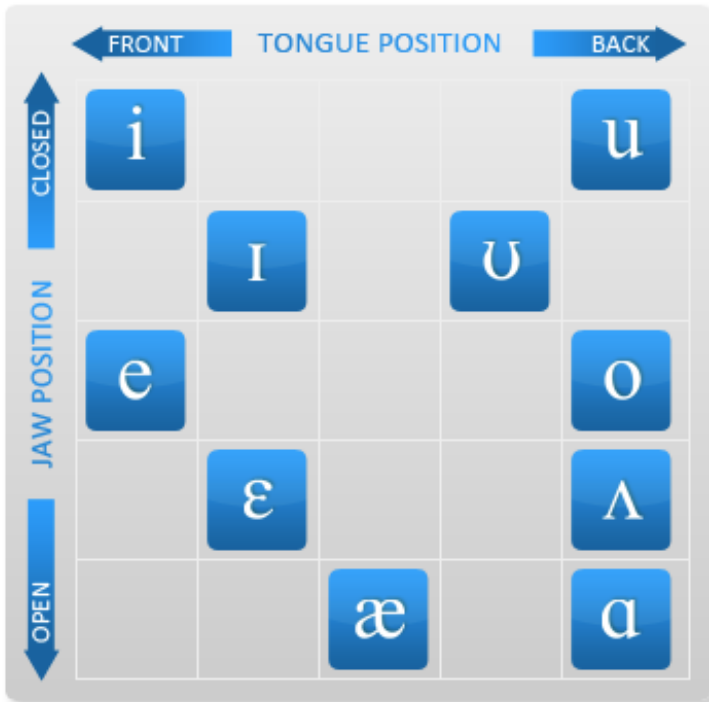 FRONT TONGUE POSITION BACK
CLOSED
JAW POSITION
OPEN
i u
ɪ ʊ
e o
ɛ ʌ
æ ɑ